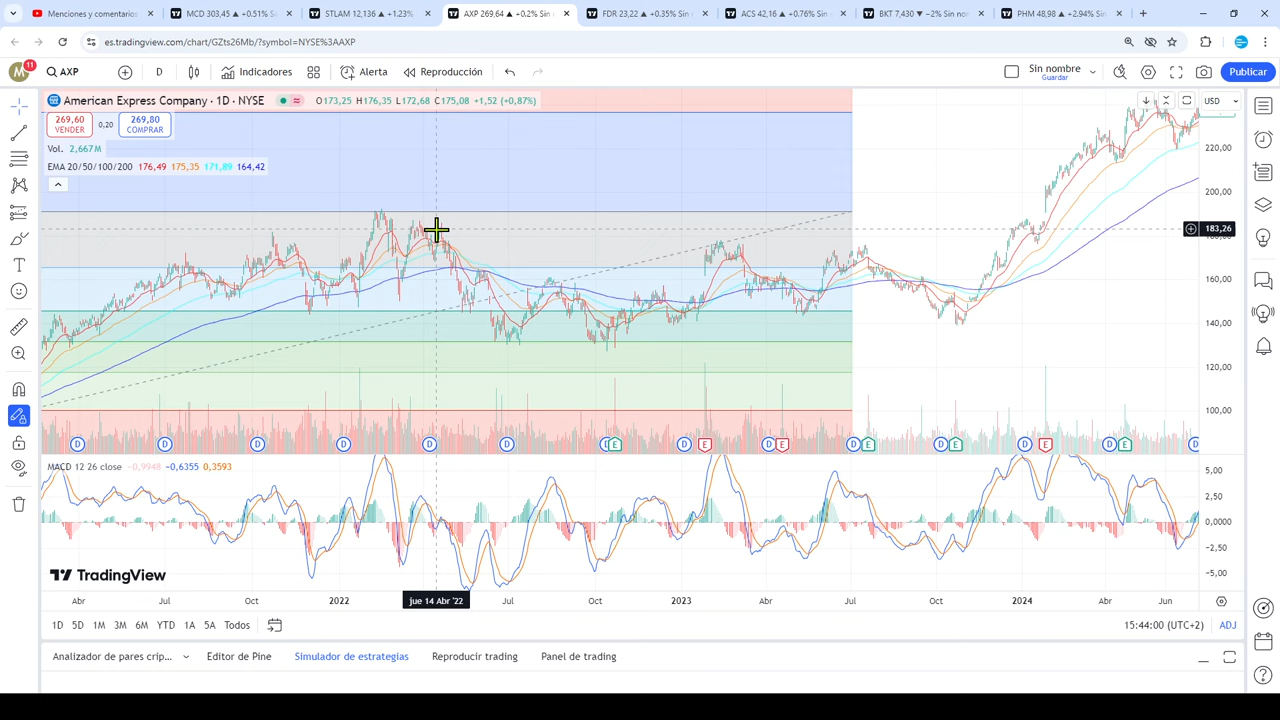 Menciones y comentarios
MCD 303,45 ▲ +0.51% S
STLAM 12,136 ▲ +1.23%
AXP 269,64 ▲ +0.2% Sin n
FDR 23,22 ▲ +0.35% Sin r
ACS 42,16 ▲ +0.76% Sin n
BKT 7,430 ▼ −2% Sin nor
PHM 48,98 ▲ +2.94% Sin n
es.tradingview.com/chart/GZts26Mb/?symbol=NYSE%3AAXP
M
11
AXP
D
Indicadores
Alerta
Reproducción
Sin nombre
Guardar
Publicar
American Express Company · 1D · NYSE
O173,25 H176,35 L172,68 C175,08 +1,52 (+0,87%)
USD
269,60
VENDER
0,20
269,80
COMPRAR
Vol. 2,667M
EMA 20/50/100/200 176,49 175,35 171,89 164,42
220,00
200,00
183,26
160,00
140,00
120,00
100,00
D D D D D D D E D E D E D E D E D E D E D
MACD 12 26 close -0,9948 -0,6355 0,3593
5,00
2,50
0,0000
−2,50
−5,00
TradingView
Abr Jul Oct 2022 jue 14 Abr '22 Jul Oct 2023 Abr Jul Oct 2024 Abr Jun
1D 5D 1M 3M 6M YTD 1A 5A Todos
15:44:00 (UTC+2)
ADJ
Analizador de pares crip...
Editor de Pine
Simulador de estrategias
Reproducir trading
Panel de trading